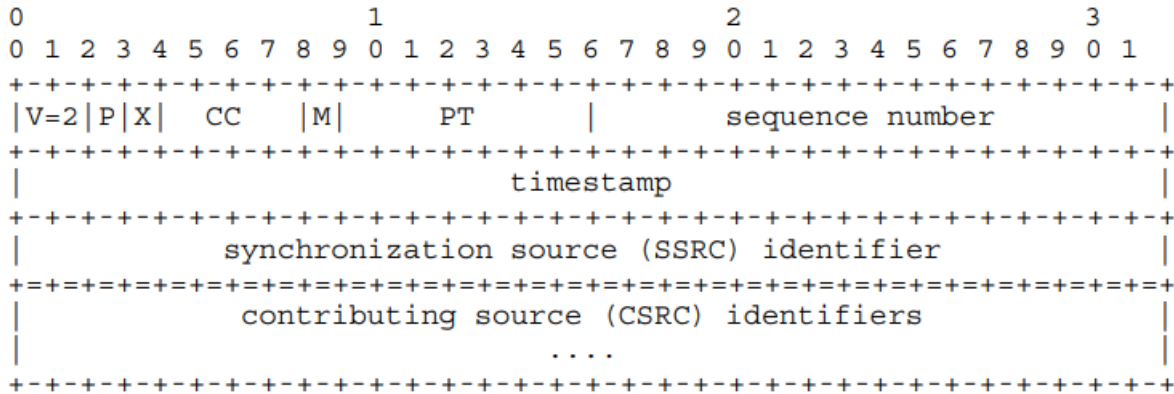 0                   1                   2                   3
0 1 2 3 4 5 6 7 8 9 0 1 2 3 4 5 6 7 8 9 0 1 2 3 4 5 6 7 8 9 0 1
+-+-+-+-+-+-+-+-+-+-+-+-+-+-+-+-+-+-+-+-+-+-+-+-+-+-+-+-+-+-+-+-+
|V=2|P|X|  CC   |M|     PT      |       sequence number         |
+-+-+-+-+-+-+-+-+-+-+-+-+-+-+-+-+-+-+-+-+-+-+-+-+-+-+-+-+-+-+-+-+
|                           timestamp                           |
+-+-+-+-+-+-+-+-+-+-+-+-+-+-+-+-+-+-+-+-+-+-+-+-+-+-+-+-+-+-+-+-+
|           synchronization source (SSRC) identifier            |
+=+=+=+=+=+=+=+=+=+=+=+=+=+=+=+=+=+=+=+=+=+=+=+=+=+=+=+=+=+=+=+=+
|            contributing source (CSRC) identifiers             |
|                             ....                              |
+-+-+-+-+-+-+-+-+-+-+-+-+-+-+-+-+-+-+-+-+-+-+-+-+-+-+-+-+-+-+-+-+